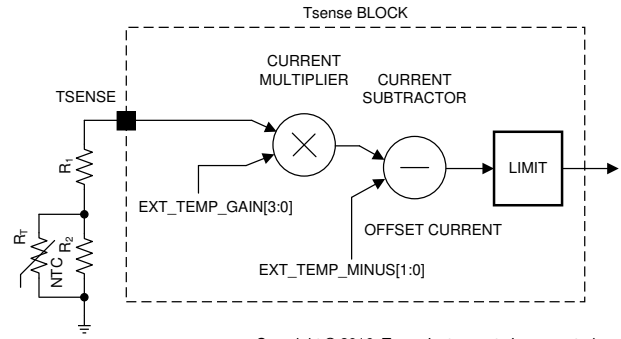 Tsense BLOCK
CURRENT
MULTIPLIER
CURRENT
SUBTRACTOR
TSENSE
R1
LIMIT
EXT_TEMP_GAIN[3:0]
OFFSET CURRENT
RT
NTC
R2
EXT_TEMP_MINUS[1:0]